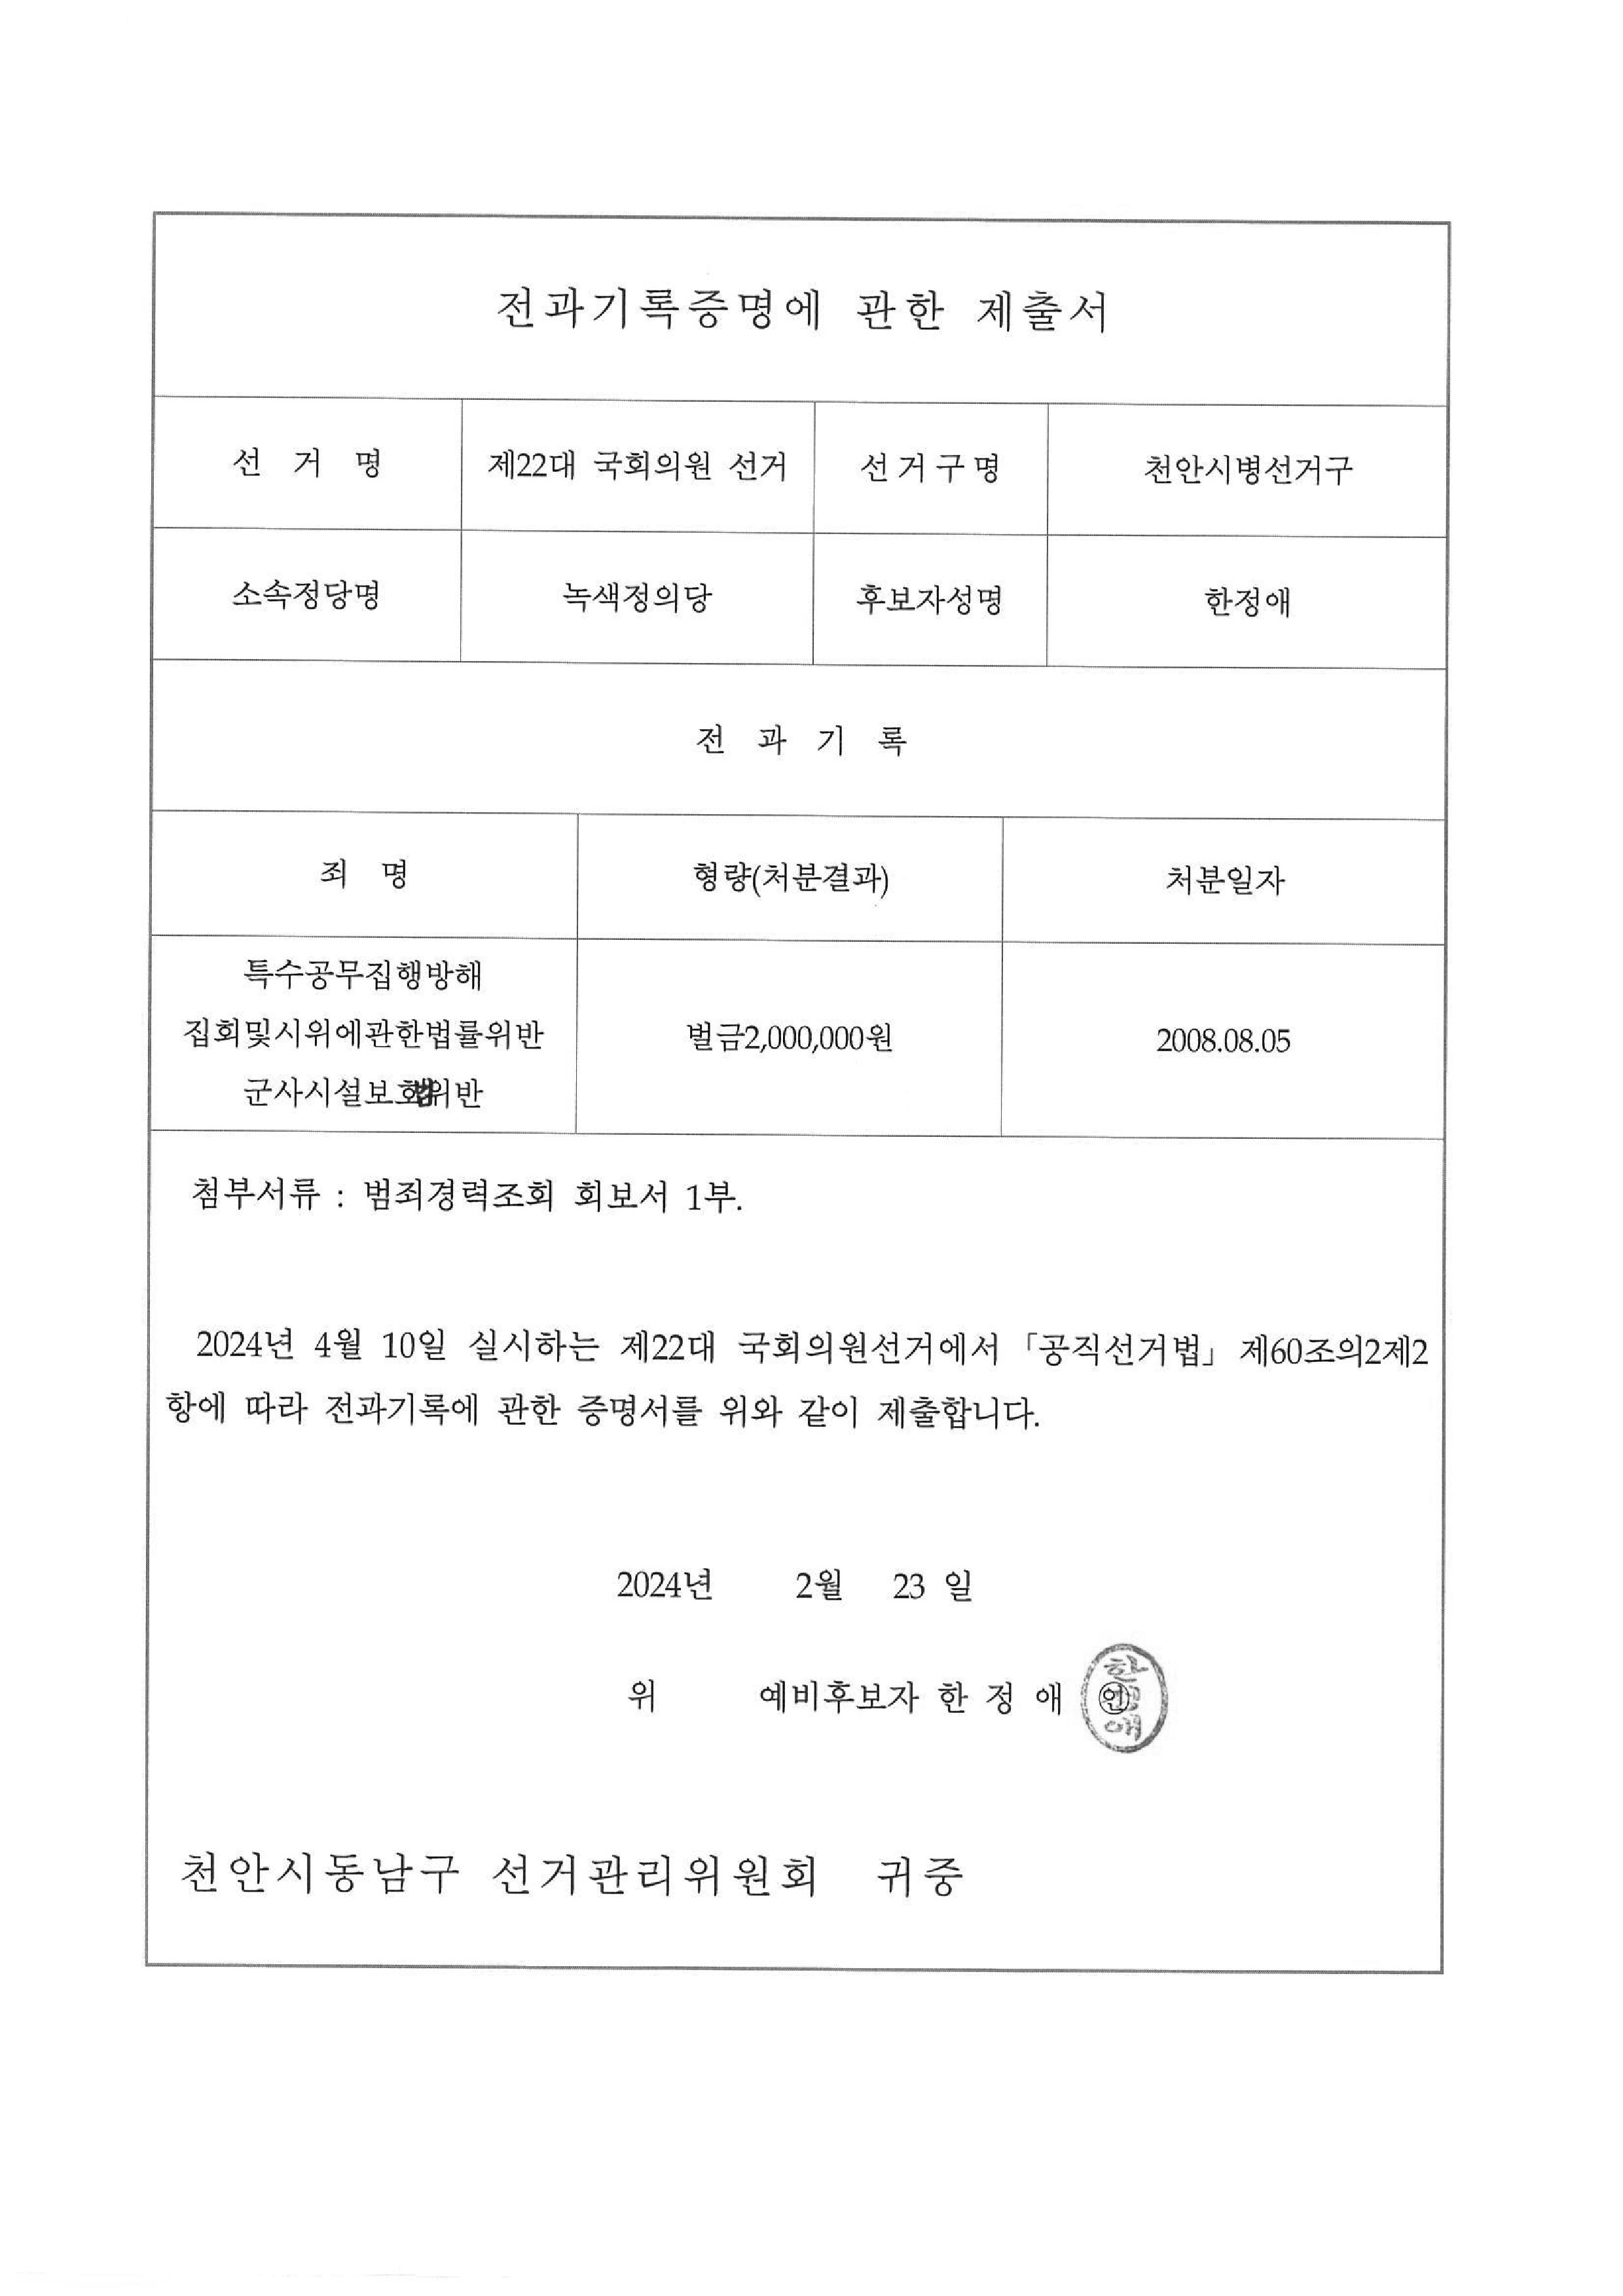 전과기록증명에 관한 제출서
선 거 명 제22대 국회의원 선거 선거구명 천안시병선거구
소속정당명 녹색정의당 후보자성명 한정애
전 과 기 록
죄 명 형량(처분결과) 처분일자
특수공무집행방해
집회및시위에관한법률위반 벌금2,000,000원 2008.08.05
군사시설보호법위반
첨부서류 : 범죄경력조회 회보서 1부.
2024년 4월 10일 실시하는 제22대 국회의원선거에서 「공직선거법」 제60조의2제2
항에 따라 전과기록에 관한 증명서를 위와 같이 제출합니다.
2024년 2월 23 일
위 예비후보자 한 정 애 ㊞
한정애
천안시동남구 선거관리위원회 귀중